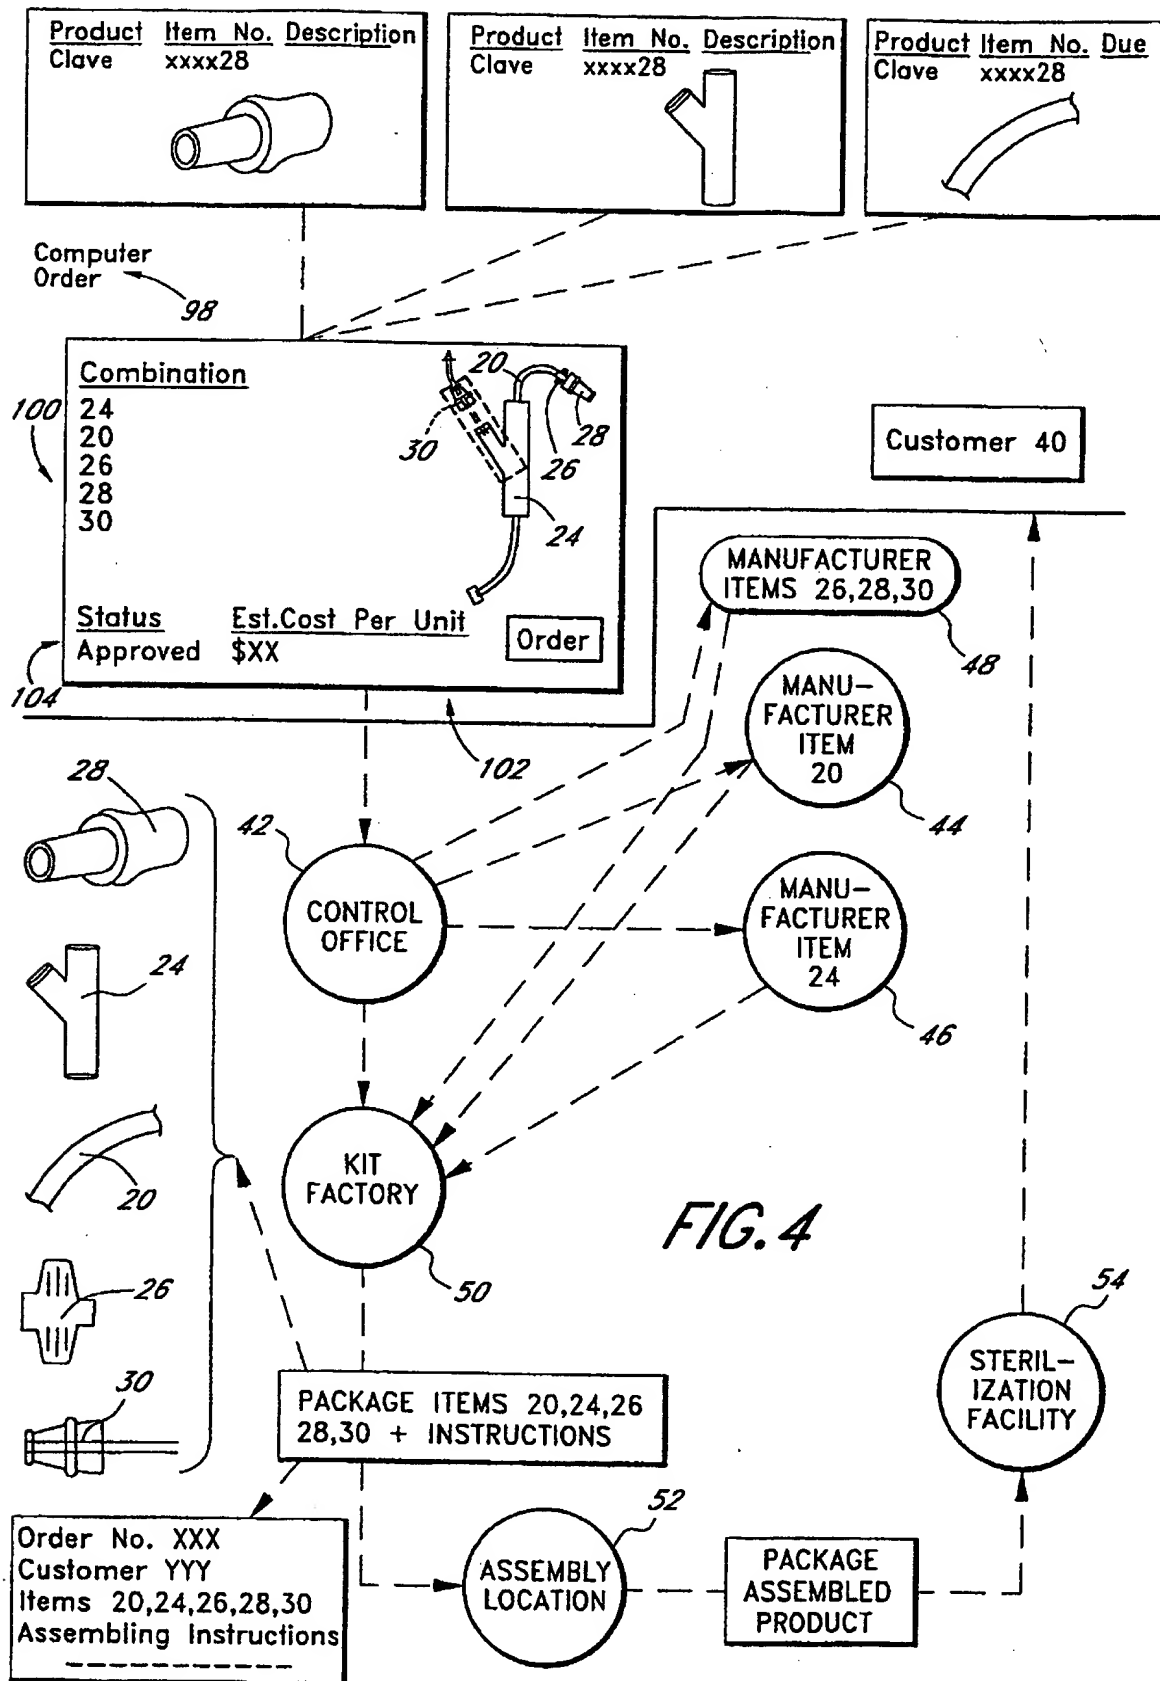 Product Item No. Description
Clave xxxx28
Product Item No. Description
Clave xxxx28
Product Item No. Due
Clave xxxx28
Computer
Order
98
Combination
24
20
26
28
30
100
20
30
26
28
24
Status Est.Cost Per Unit
Approved $XX
Order
104
102
Customer 40
MANUFACTURER
ITEMS 26,28,30
48
MANU-
FACTURER
ITEM
20
44
MANU-
FACTURER
ITEM
24
46
42
CONTROL
OFFICE
KIT
FACTORY
50
28
24
20
26
30
FIG. 4
54
STERIL-
IZATION
FACILITY
PACKAGE ITEMS 20,24,26
28,30 + INSTRUCTIONS
Order No. XXX
Customer YYY
Items 20,24,26,28,30
Assembling Instructions
52
ASSEMBLY
LOCATION
PACKAGE
ASSEMBLED
PRODUCT